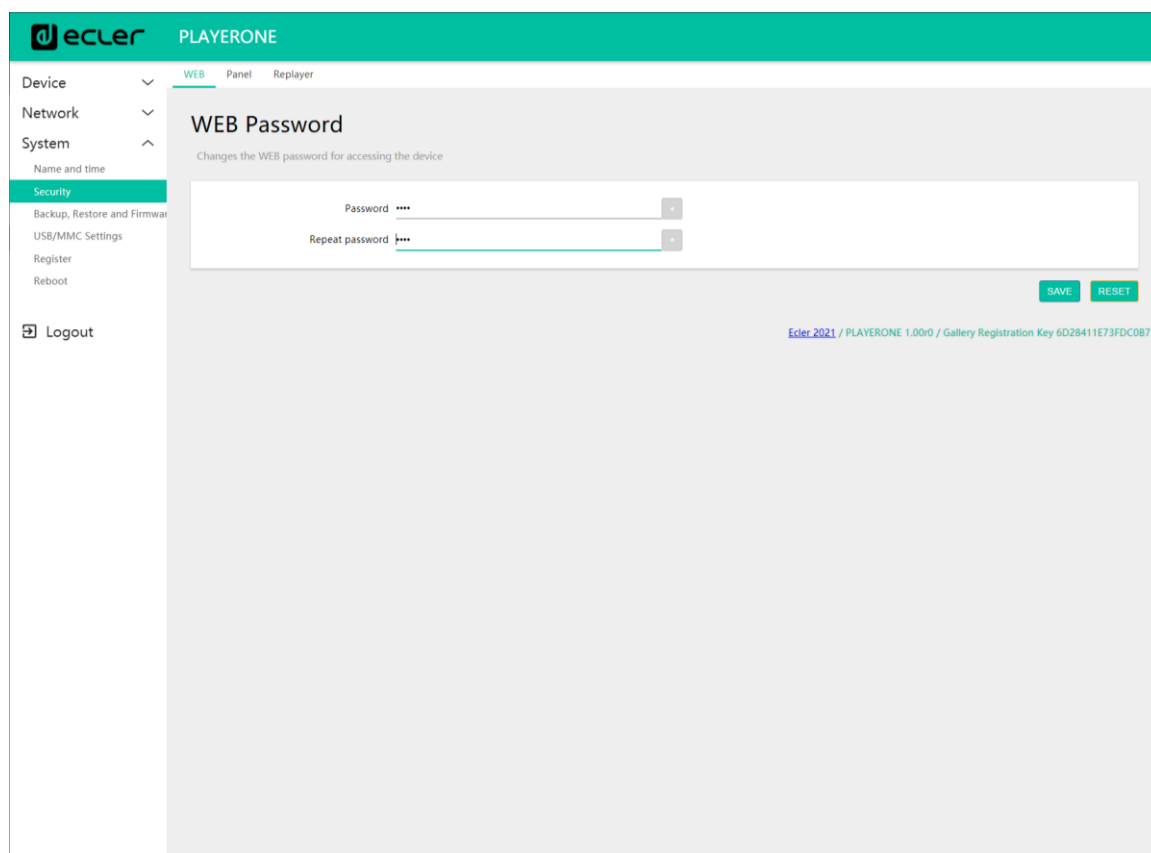 ecler PLAYERONE
Device
Network
System
Name and time
Security
Backup, Restore and Firmwar
USB/MMC Settings
Register
Reboot
Logout
WEB Panel Replayer
WEB Password
Changes the WEB password for accessing the device
Password ••••
Repeat password ••••
SAVE RESET
Ecler 2021 / PLAYERONE 1.00r0 / Gallery Registration Key 6D28411E73FDC0B7